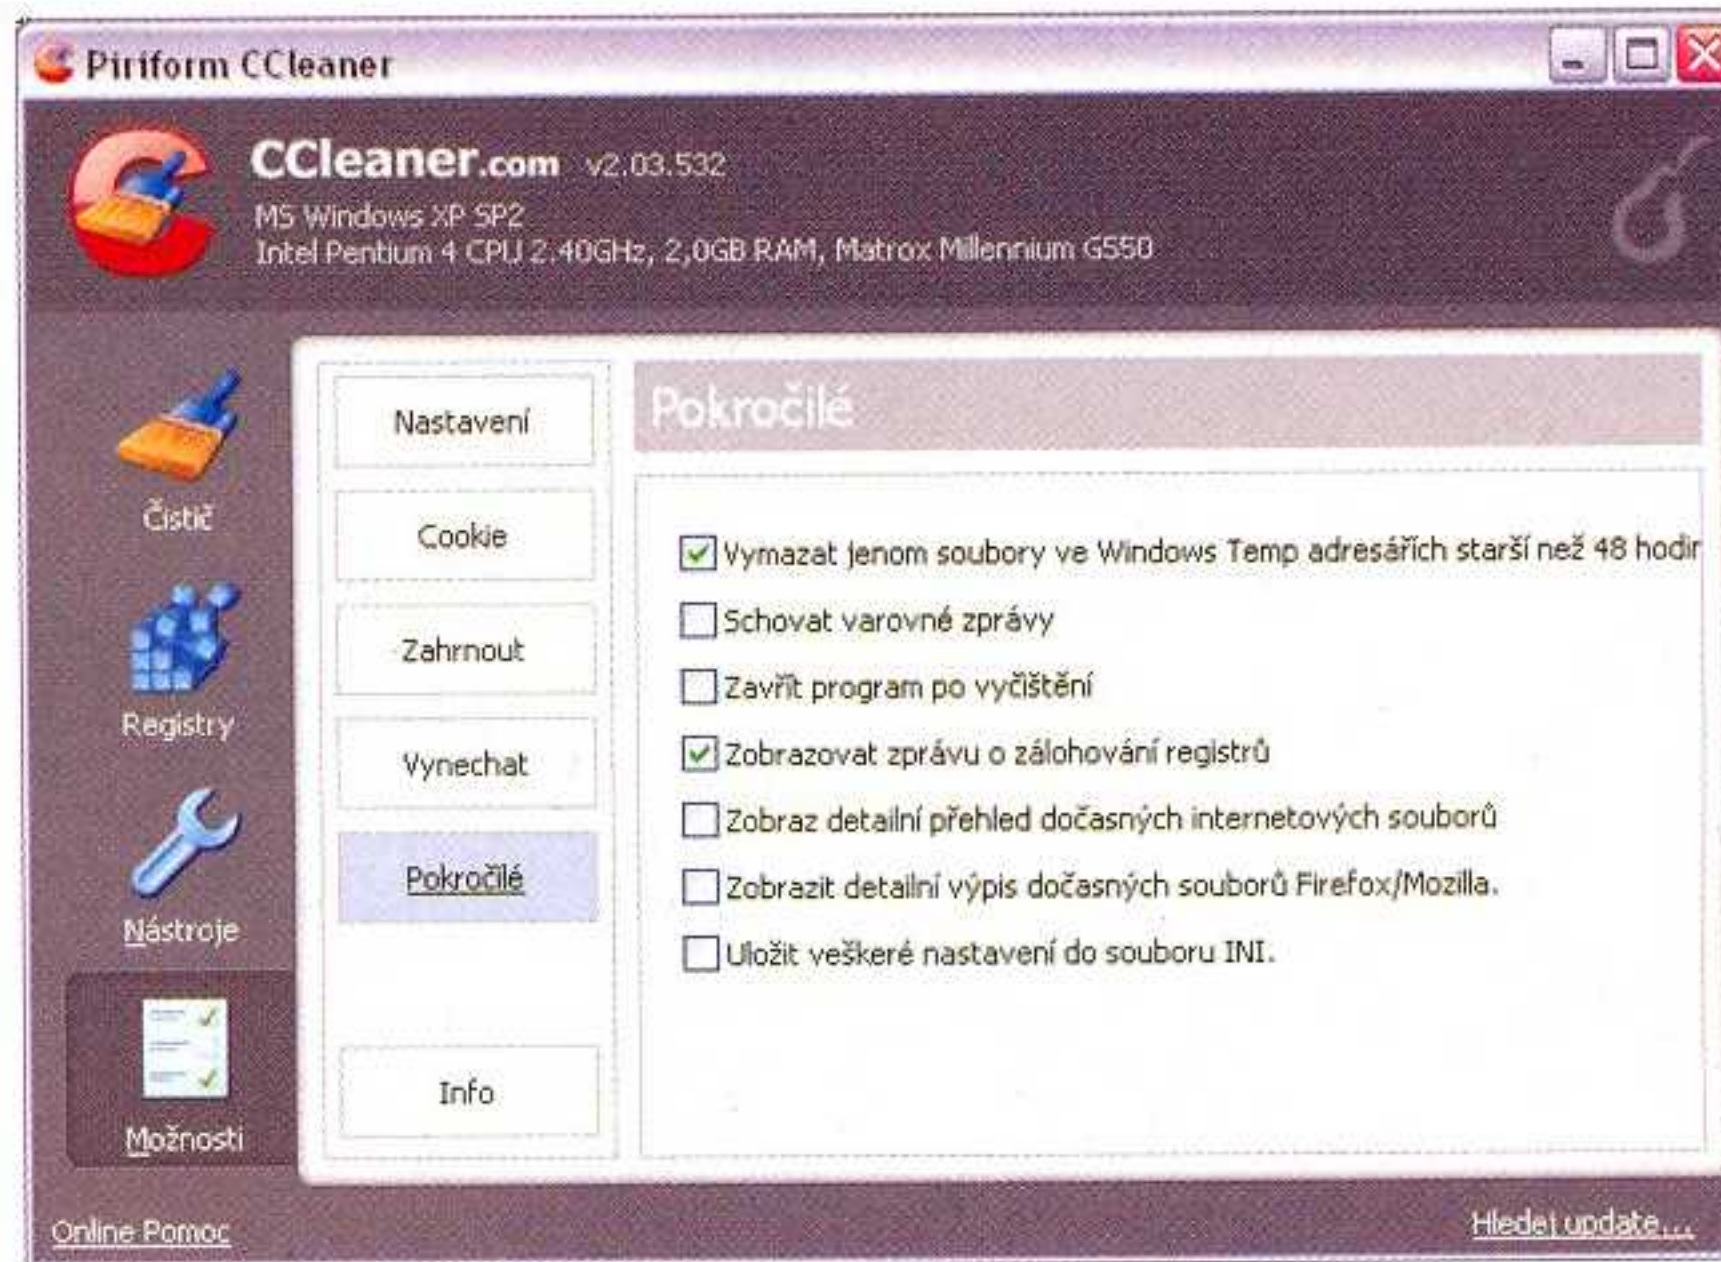 Piriform CCleaner
CCleaner.com v2.03.532
MS Windows XP SP2
Intel Pentium 4 CPU 2.40GHz, 2,0GB RAM, Matrox Millennium G550
Čistič
Registry
Nástroje
Možnosti
Nastavení
Cookie
Zahrnout
Vynechat
Pokročilé
Info
Pokročilé
Vymazat jenom soubory ve Windows Temp adresářích starší než 48 hodin
Schovat varovné zprávy
Zavřít program po vyčištění
Zobrazovat zprávu o zálohování registrů
Zobraz detailní přehled dočasných internetových souborů
Zobrazit detailní výpis dočasných souborů Firefox/Mozilla.
Uložit veškeré nastavení do souboru INI.
Online Pomoc
Hledej update...